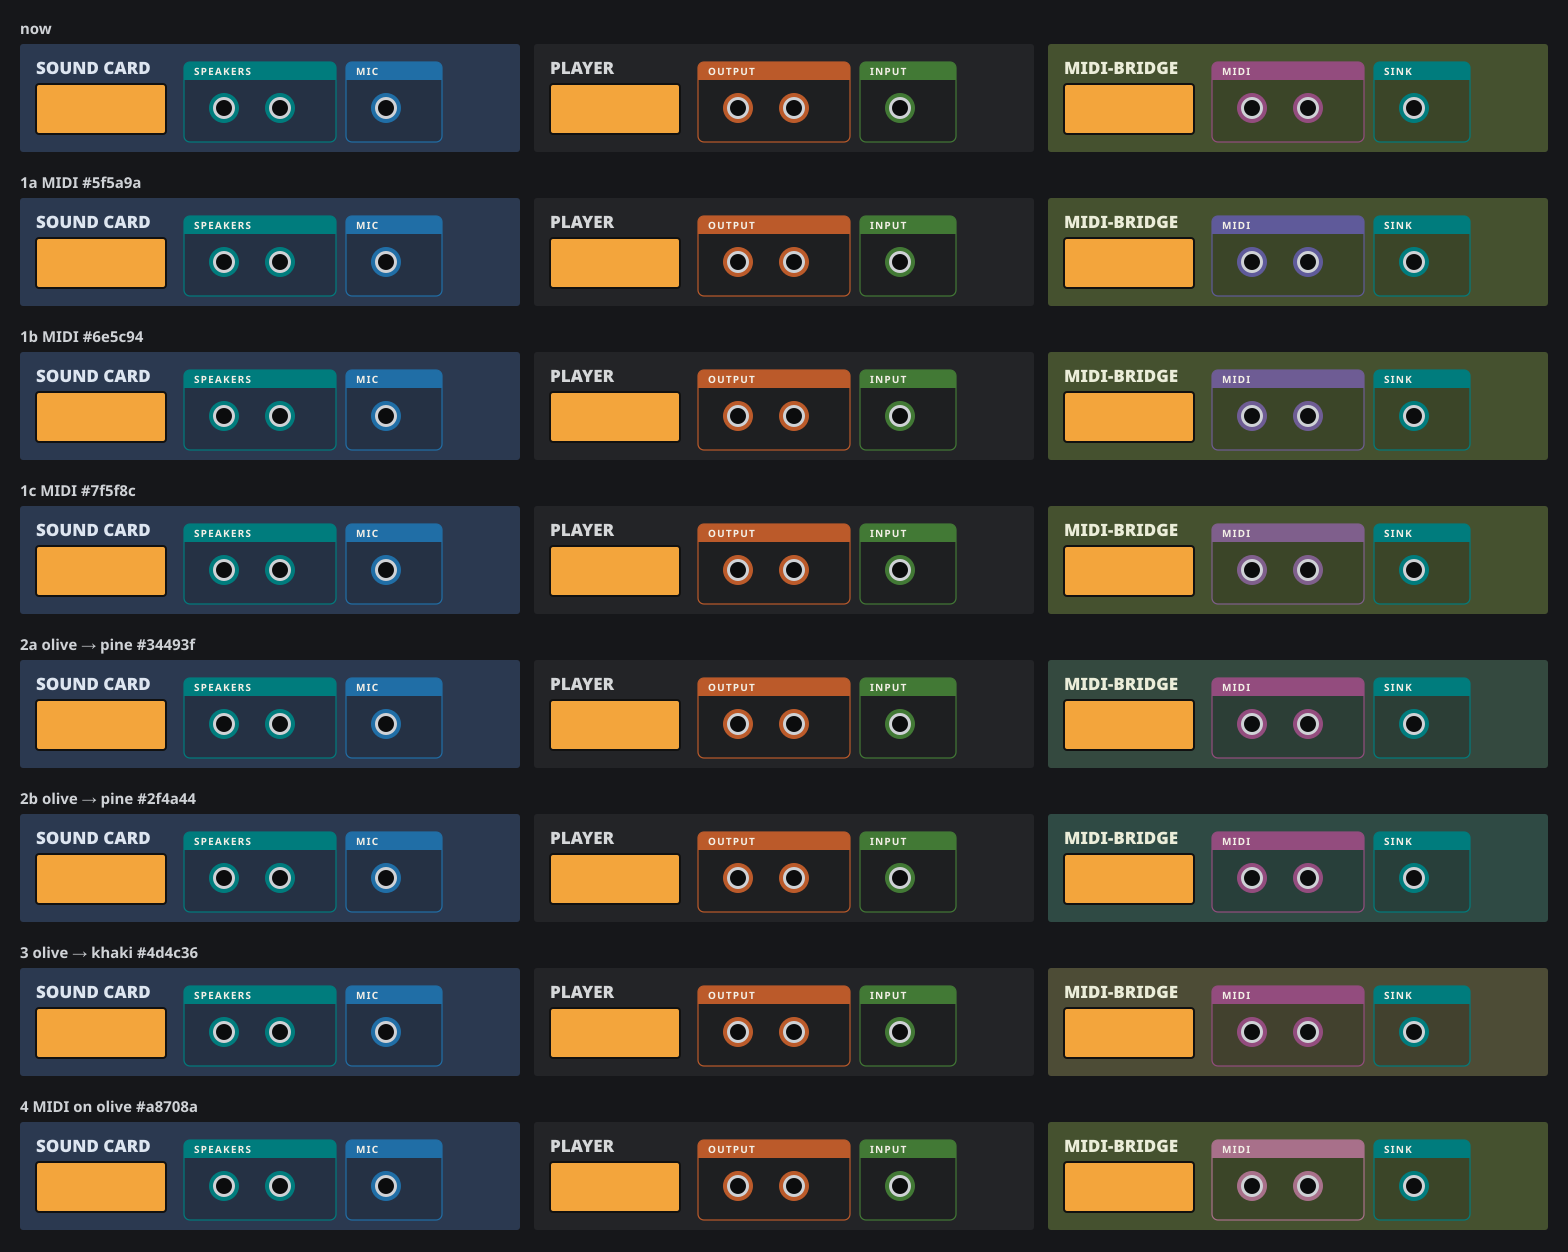 now
SOUND CARD SPEAKERS MIC PLAYER OUTPUT INPUT MIDI-BRIDGE MIDI SINK
1a MIDI #5f5a9a
SOUND CARD SPEAKERS MIC PLAYER OUTPUT INPUT MIDI-BRIDGE MIDI SINK
1b MIDI #6e5c94
SOUND CARD SPEAKERS MIC PLAYER OUTPUT INPUT MIDI-BRIDGE MIDI SINK
1c MIDI #7f5f8c
SOUND CARD SPEAKERS MIC PLAYER OUTPUT INPUT MIDI-BRIDGE MIDI SINK
2a olive → pine #34493f
SOUND CARD SPEAKERS MIC PLAYER OUTPUT INPUT MIDI-BRIDGE MIDI SINK
2b olive → pine #2f4a44
SOUND CARD SPEAKERS MIC PLAYER OUTPUT INPUT MIDI-BRIDGE MIDI SINK
3 olive → khaki #4d4c36
SOUND CARD SPEAKERS MIC PLAYER OUTPUT INPUT MIDI-BRIDGE MIDI SINK
4 MIDI on olive #a8708a
SOUND CARD SPEAKERS MIC PLAYER OUTPUT INPUT MIDI-BRIDGE MIDI SINK